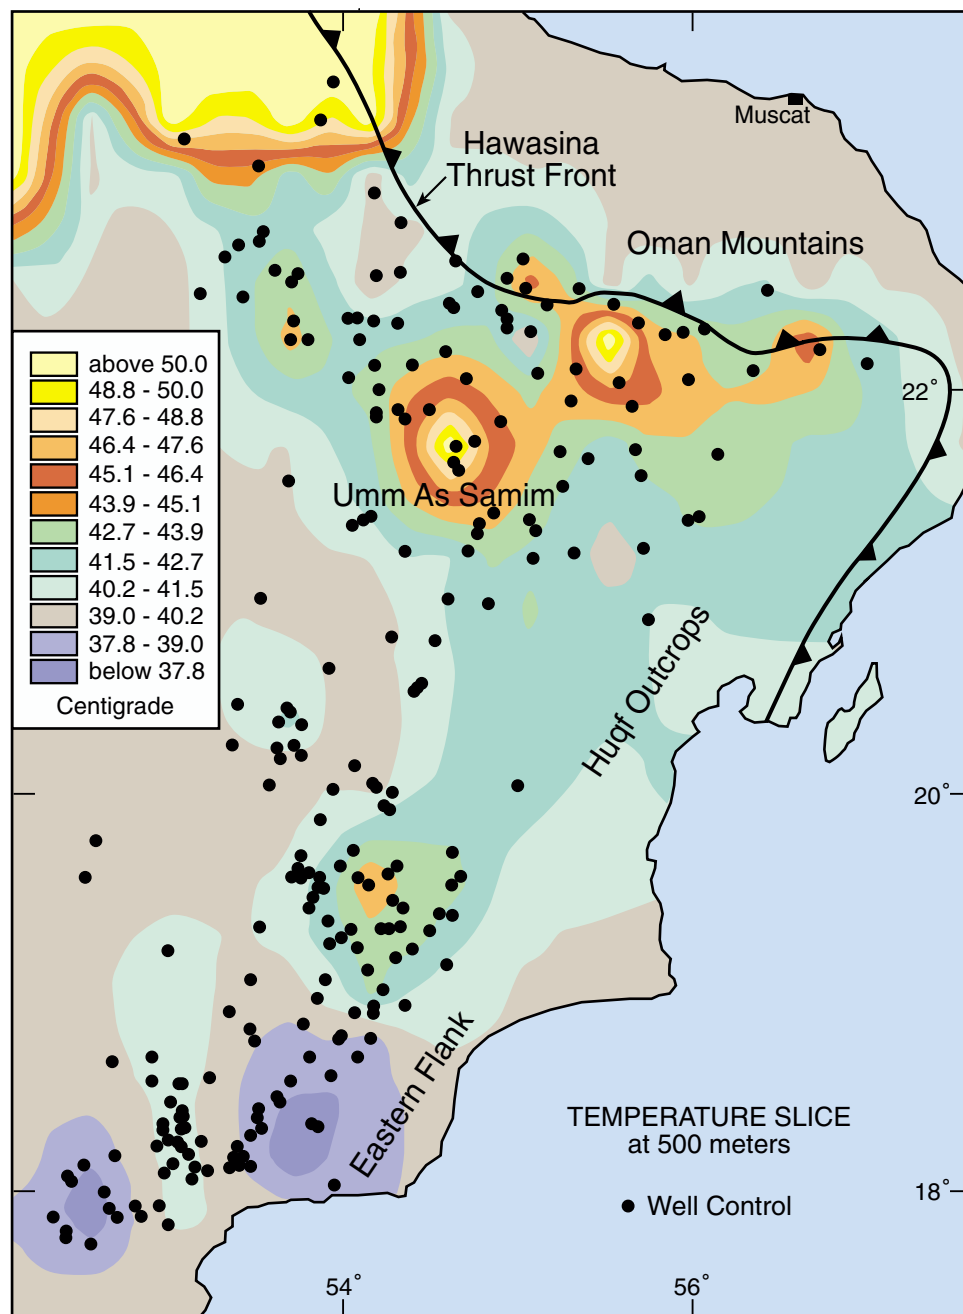 Muscat
Hawasina
Thrust Front
Oman Mountains
above 50.0
48.8 - 50.0
47.6 - 48.8
46.4 - 47.6
45.1 - 46.4
43.9 - 45.1
42.7 - 43.9
41.5 - 42.7
40.2 - 41.5
39.0 - 40.2
37.8 - 39.0
below 37.8
Centigrade
22°
Umm As Samim
Huqf Outcrops
20°
Eastern Flank
TEMPERATURE SLICE
at 500 meters
Well Control
18°
54°
56°